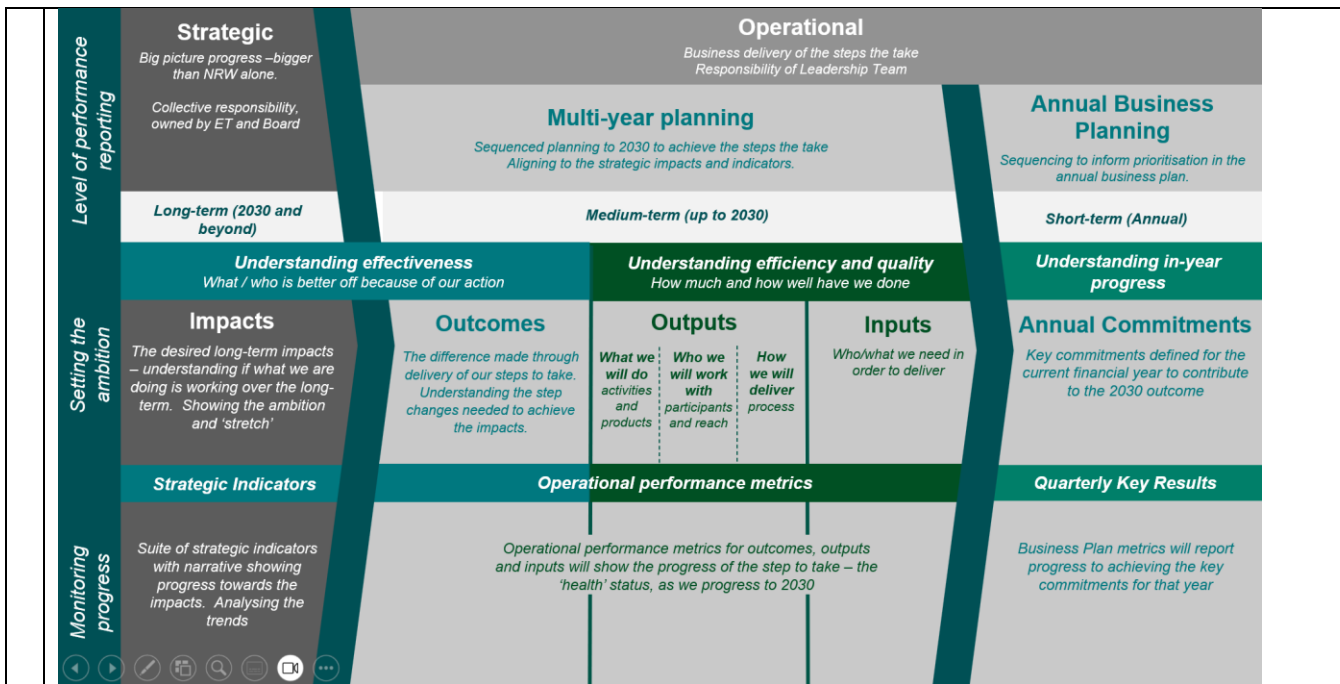 Level of performance
reporting
Strategic
Big picture progress –bigger
than NRW alone.
Collective responsibility,
owned by ET and Board
Operational
Business delivery of the steps the take
Responsibility of Leadership Team
Multi-year planning
Sequenced planning to 2030 to achieve the steps the take
Aligning to the strategic impacts and indicators.
Annual Business
Planning
Sequencing to inform prioritisation in the
annual business plan.
Long-term (2030 and
beyond)
Medium-term (up to 2030)
Short-term (Annual)
Setting the
ambition
Understanding effectiveness
What / who is better off because of our action
Understanding efficiency and quality
How much and how well have we done
Understanding in-year
progress
Impacts
The desired long-term impacts
– understanding if what we are
doing is working over the long-
term. Showing the ambition
and ‘stretch’
Outcomes
The difference made through
delivery of our steps to take.
Understanding the step
changes needed to achieve
the impacts.
Outputs
What we
will do
activities
and
products
Who we
will work
with
participants
and reach
How
we will
deliver
process
Inputs
Who/what we need in
order to deliver
Annual Commitments
Key commitments defined for the
current financial year to contribute
to the 2030 outcome
Monitoring
progress
Strategic Indicators
Operational performance metrics
Quarterly Key Results
Suite of strategic indicators
with narrative showing
progress towards the
impacts. Analysing the
trends
Operational performance metrics for outcomes, outputs
and inputs will show the progress of the step to take – the
‘health’ status, as we progress to 2030
Business Plan metrics will report
progress to achieving the key
commitments for that year